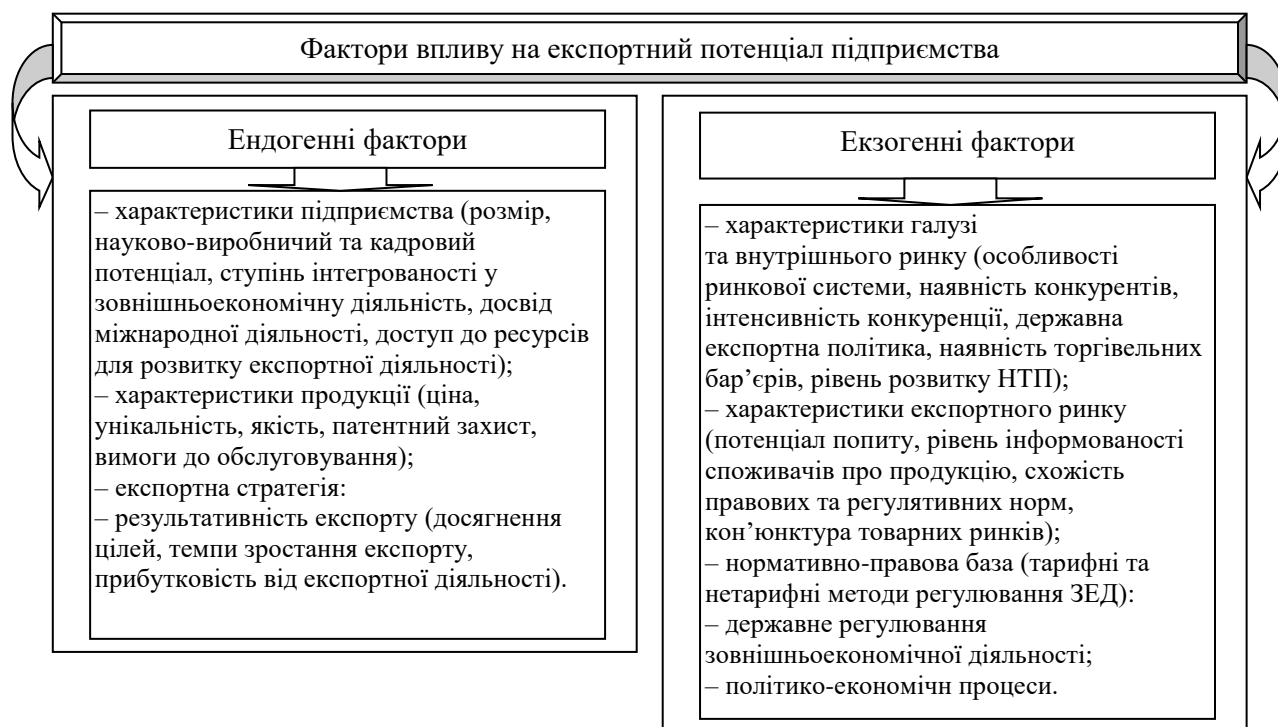 Фактори впливу на експортний потенціал підприємства
Ендогенні фактори
– характеристики підприємства (розмір,
науково-виробничий та кадровий
потенціал, ступінь інтегрованості у
зовнішньоекономічну діяльність, досвід
міжнародної діяльності, доступ до ресурсів
для розвитку експортної діяльності);
– характеристики продукції (ціна,
унікальність, якість, патентний захист,
вимоги до обслуговування);
– експортна стратегія:
– результативність експорту (досягнення
цілей, темпи зростання експорту,
прибутковість від експортної діяльності).
Екзогенні фактори
– характеристики галузі
та внутрішнього ринку (особливості
ринкової системи, наявність конкурентів,
інтенсивність конкуренції, державна
експортна політика, наявність торгівельних
бар’єрів, рівень розвитку НТП);
– характеристики експортного ринку
(потенціал попиту, рівень інформованості
споживачів про продукцію, схожість
правових та регулятивних норм,
кон’юнктура товарних ринків);
– нормативно-правова база (тарифні та
нетарифні методи регулювання ЗЕД):
– державне регулювання
зовнішньоекономічної діяльності;
– політико-економічн процеси.